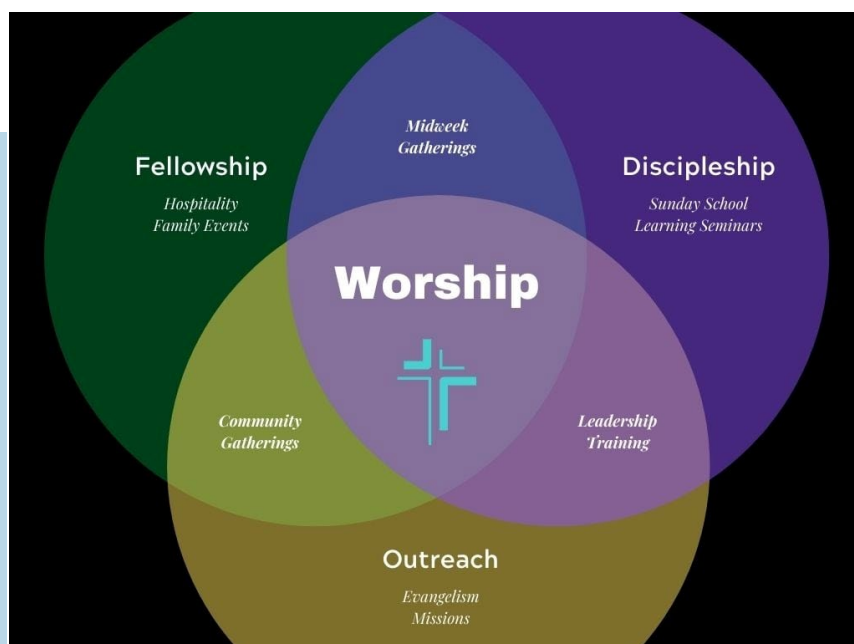 Midweek
Gatherings
Fellowship
Hospitality
Family Events
Discipleship
Sunday School
Learning Seminars
Worship
Community
Gatherings
Leadership
Training
Outreach
Evangelism
Missions